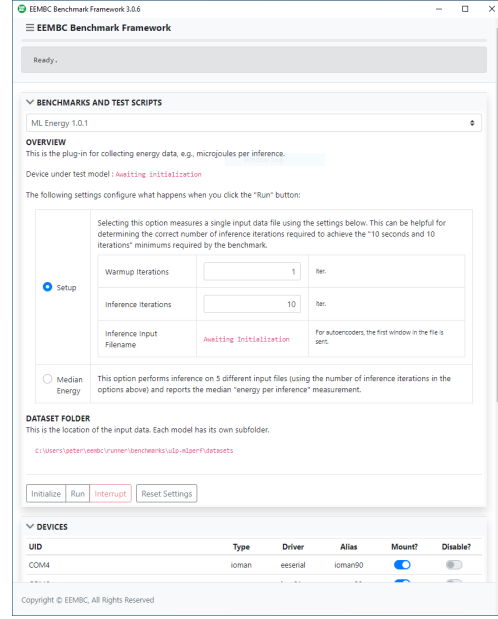 EEMBC Benchmark Framework 3.0.6
EEMBC Benchmark Framework
Ready.
BENCHMARKS AND TEST SCRIPTS
ML Energy 1.0.1
OVERVIEW
This is the plug-in for collecting energy data, e.g., microjoules per inference.
Device under test model : Awaiting initialization
The following settings configure what happens when you click the "Run" button:
Selecting this option measures a single input data file using the settings below. This can be helpful for
determining the correct number of inference iterations required to achieve the "10 seconds and 10
iterations" minimums required by the benchmark.
Setup
Warmup Iterations 1 Iter.
Inference Iterations 10 Iter.
Inference Input
Filename
Awaiting Initialization
For autoencoders, the first window in the file is
sent.
Median
Energy
This option performs inference on 5 different input files (using the number of inference iterations in the
options above) and reports the median "energy per inference" measurement.
DATASET FOLDER
This is the location of the input data. Each model has its own subfolder.
C:\Users\peter\eembc\runner\benchmarks\ulp-mlperf\datasets
Initialize Run Interrupt Reset Settings
DEVICES
UID Type Driver Alias Mount? Disable?
COM4 ioman eeserial ioman90
Copyright © EEMBC, All Rights Reserved